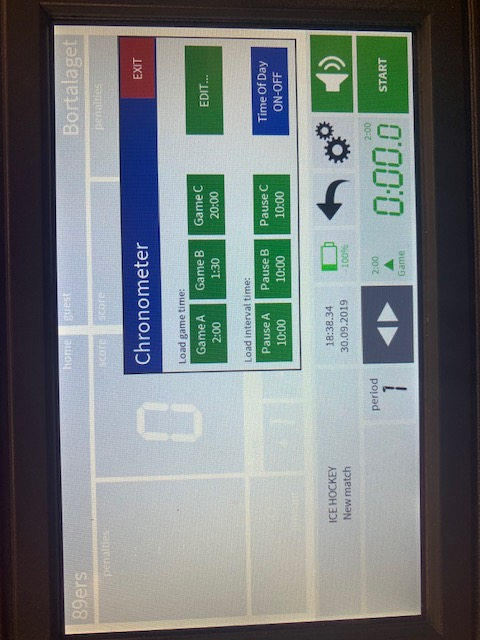 89ers home guest Bortalaget
penalties score score penalties
0
Chronometer EXIT
Load game time:
Game A
2:00
Game B
1:30
Game C
20:00
EDIT...
Load interval time:
Pause A
10:00
Pause B
10:00
Pause C
10:00
Time Of Day
ON-OFF
ICE HOCKEY
New match
18:38.34
30.09.2019
100%
period
1
2:00
Game
0:00.0
2:00
START